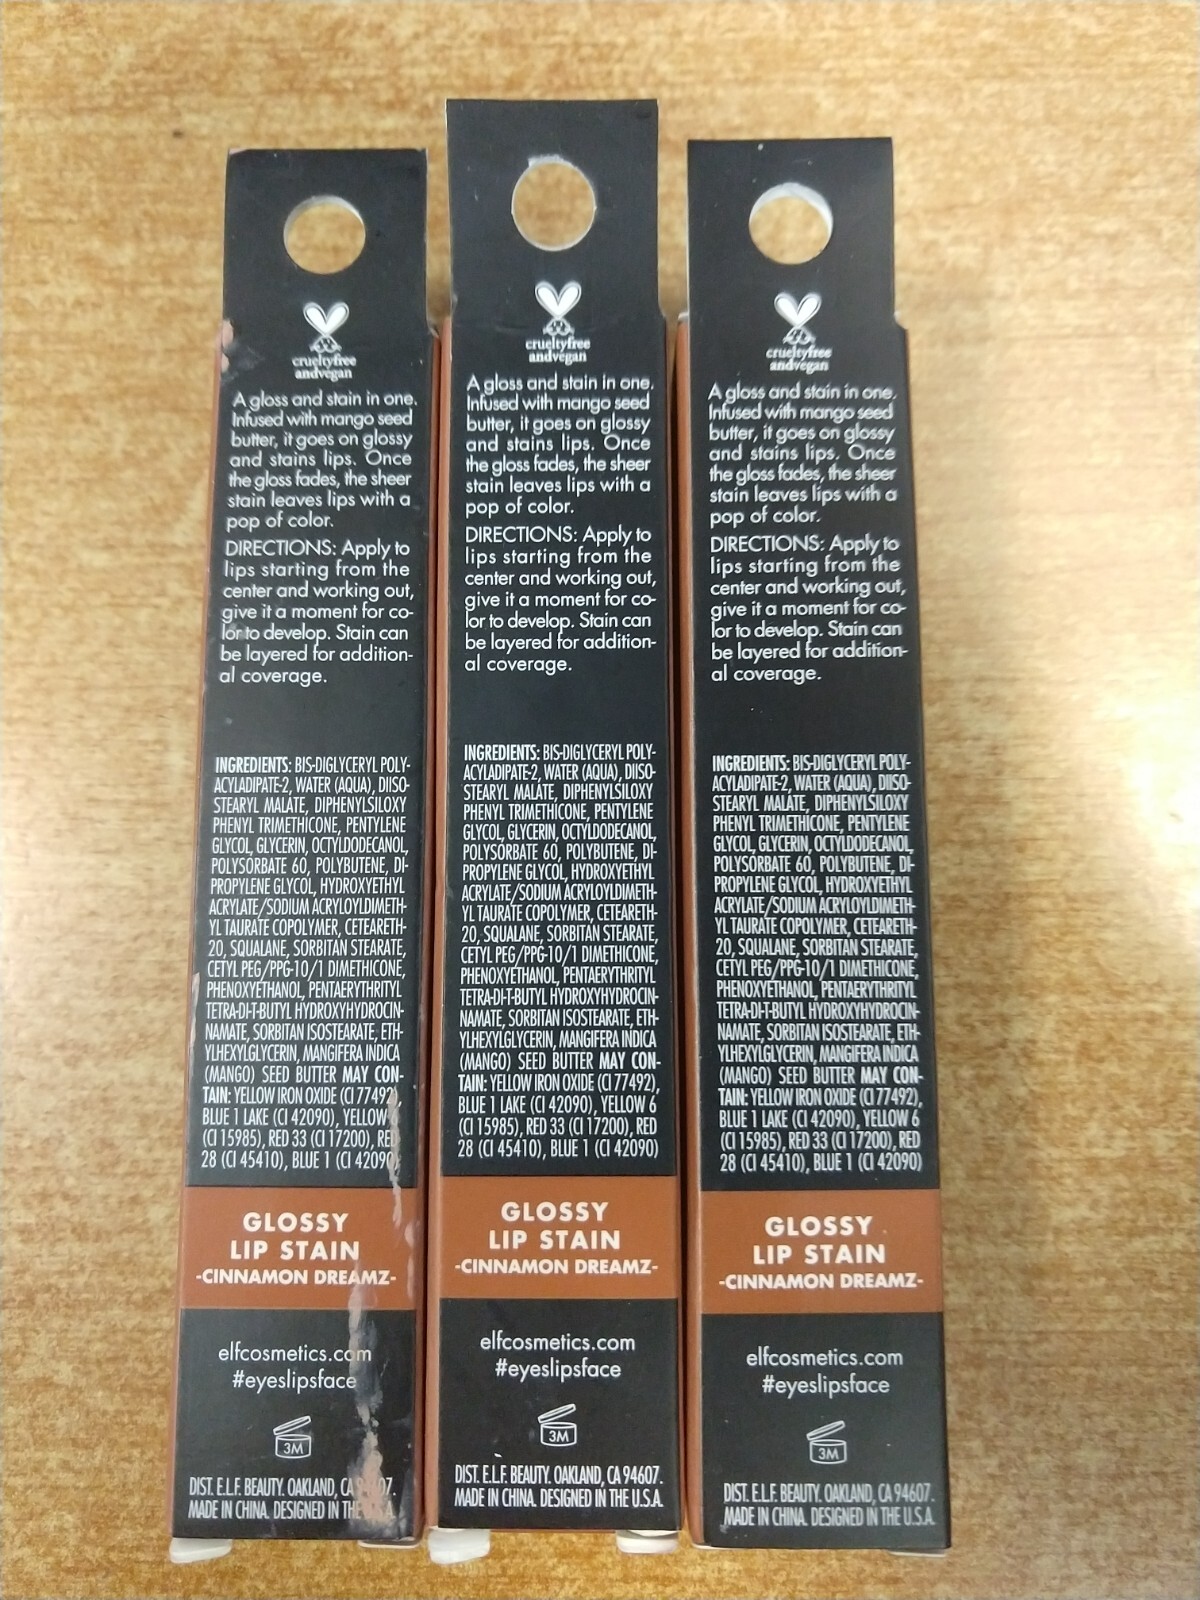 crueltyfree
andvegan
A gloss and stain in one.
Infused with mango seed
butter, it goes on glossy
and stains lips. Once
the gloss fades, the sheer
stain leaves lips with a
pop of color.
DIRECTIONS: Apply to
lips starting from the
center and working out,
give it a moment for co-
lor to develop. Stain can
be layered for addition-
al coverage.
INGREDIENTS: BIS-DIGLYCERYL POLY-
ACYLADIPATE-2, WATER (AQUA), DIISO-
STEARYL MALATE, DIPHENYLSILOXY
PHENYL TRIMETHICONE, PENTYLENE
GLYCOL, GLYCERIN, OCTYLDODECANOL,
POLYSORBATE 60, POLYBUTENE, DI-
PROPYLENE GLYCOL, HYDROXYETHYL
ACRYLATE/SODIUM ACRYLOYLDIMETH-
YL TAURATE COPOLYMER, CETEARETH-
20, SQUALANE, SORBITAN STEARATE,
CETYL PEG/PPG-10/1 DIMETHICONE,
PHENOXYETHANOL, PENTAERYTHRITYL
TETRA-DI-T-BUTYL HYDROXYHYDROCIN-
NAMATE, SORBITAN ISOSTEARATE, ETH-
YLHEXYLGLYCERIN, MANGIFERA INDICA
(MANGO) SEED BUTTER MAY CON-
TAIN: YELLOW IRON OXIDE (CI 77492),
BLUE 1 LAKE (CI 42090), YELLOW 6
(CI 15985), RED 33 (CI 17200), RED
28 (CI 45410), BLUE 1 (CI 42090)
GLOSSY
LIP STAIN
-CINNAMON DREAMZ-
elfcosmetics.com
#eyeslipsface
3M
DIST. E.L.F. BEAUTY. OAKLAND, CA 94607.
MADE IN CHINA. DESIGNED IN THE U.S.A.
crueltyfree
andvegan
A gloss and stain in one.
Infused with mango seed
butter, it goes on glossy
and stains lips. Once
the gloss fades, the sheer
stain leaves lips with a
pop of color.
DIRECTIONS: Apply to
lips starting from the
center and working out,
give it a moment for co-
lor to develop. Stain can
be layered for addition-
al coverage.
INGREDIENTS: BIS-DIGLYCERYL POLY-
ACYLADIPATE-2, WATER (AQUA), DIISO-
STEARYL MALATE, DIPHENYLSILOXY
PHENYL TRIMETHICONE, PENTYLENE
GLYCOL, GLYCERIN, OCTYLDODECANOL,
POLYSORBATE 60, POLYBUTENE, DI-
PROPYLENE GLYCOL, HYDROXYETHYL
ACRYLATE/SODIUM ACRYLOYLDIMETH-
YL TAURATE COPOLYMER, CETEARETH-
20, SQUALANE, SORBITAN STEARATE,
CETYL PEG/PPG-10/1 DIMETHICONE,
PHENOXYETHANOL, PENTAERYTHRITYL
TETRA-DI-T-BUTYL HYDROXYHYDROCIN-
NAMATE, SORBITAN ISOSTEARATE, ETH-
YLHEXYLGLYCERIN, MANGIFERA INDICA
(MANGO) SEED BUTTER MAY CON-
TAIN: YELLOW IRON OXIDE (CI 77492),
BLUE 1 LAKE (CI 42090), YELLOW 6
(CI 15985), RED 33 (CI 17200), RED
28 (CI 45410), BLUE 1 (CI 42090)
GLOSSY
LIP STAIN
-CINNAMON DREAMZ-
elfcosmetics.com
#eyeslipsface
3M
DIST. E.L.F. BEAUTY. OAKLAND, CA 94607.
MADE IN CHINA. DESIGNED IN THE U.S.A.
crueltyfree
andvegan
A gloss and stain in one.
Infused with mango seed
butter, it goes on glossy
and stains lips. Once
the gloss fades, the sheer
stain leaves lips with a
pop of color.
DIRECTIONS: Apply to
lips starting from the
center and working out,
give it a moment for co-
lor to develop. Stain can
be layered for addition-
al coverage.
INGREDIENTS: BIS-DIGLYCERYL POLY-
ACYLADIPATE-2, WATER (AQUA), DIISO-
STEARYL MALATE, DIPHENYLSILOXY
PHENYL TRIMETHICONE, PENTYLENE
GLYCOL, GLYCERIN, OCTYLDODECANOL,
POLYSORBATE 60, POLYBUTENE, DI-
PROPYLENE GLYCOL, HYDROXYETHYL
ACRYLATE/SODIUM ACRYLOYLDIMETH-
YL TAURATE COPOLYMER, CETEARETH-
20, SQUALANE, SORBITAN STEARATE,
CETYL PEG/PPG-10/1 DIMETHICONE,
PHENOXYETHANOL, PENTAERYTHRITYL
TETRA-DI-T-BUTYL HYDROXYHYDROCIN-
NAMATE, SORBITAN ISOSTEARATE, ETH-
YLHEXYLGLYCERIN, MANGIFERA INDICA
(MANGO) SEED BUTTER MAY CON-
TAIN: YELLOW IRON OXIDE (CI 77492),
BLUE 1 LAKE (CI 42090), YELLOW 6
(CI 15985), RED 33 (CI 17200), RED
28 (CI 45410), BLUE 1 (CI 42090)
GLOSSY
LIP STAIN
-CINNAMON DREAMZ-
elfcosmetics.com
#eyeslipsface
3M
DIST. E.L.F. BEAUTY. OAKLAND, CA 94607.
MADE IN CHINA. DESIGNED IN THE U.S.A.